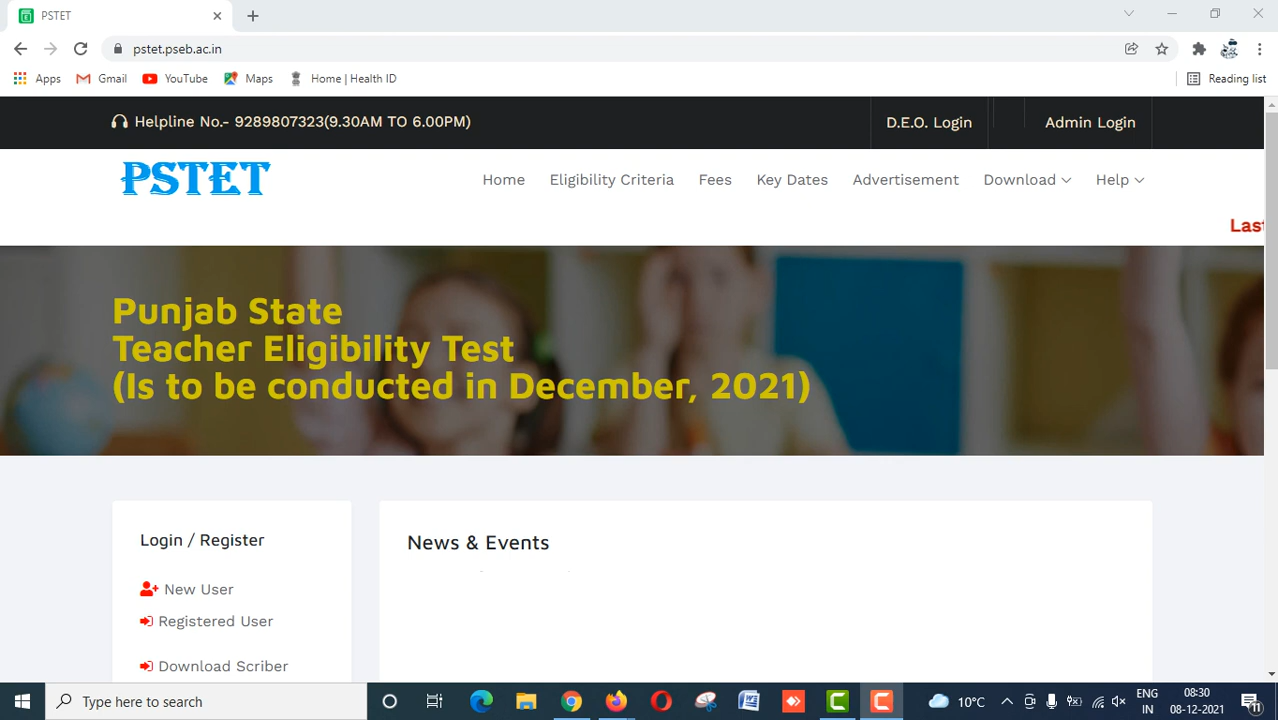 PSTET
pstet.pseb.ac.in
Apps Gmail YouTube Maps Home | Health ID Reading list
Helpline No.- 9289807323(9.30AM TO 6.00PM) D.E.O. Login Admin Login
PSTET Home Eligibility Criteria Fees Key Dates Advertisement Download Help
Punjab State
Teacher Eligibility Test
(Is to be conducted in December, 2021)
Login / Register
New User
Registered User
Download Scriber
News & Events
Type here to search
10°C
ENG
IN
08:30
08-12-2021
11